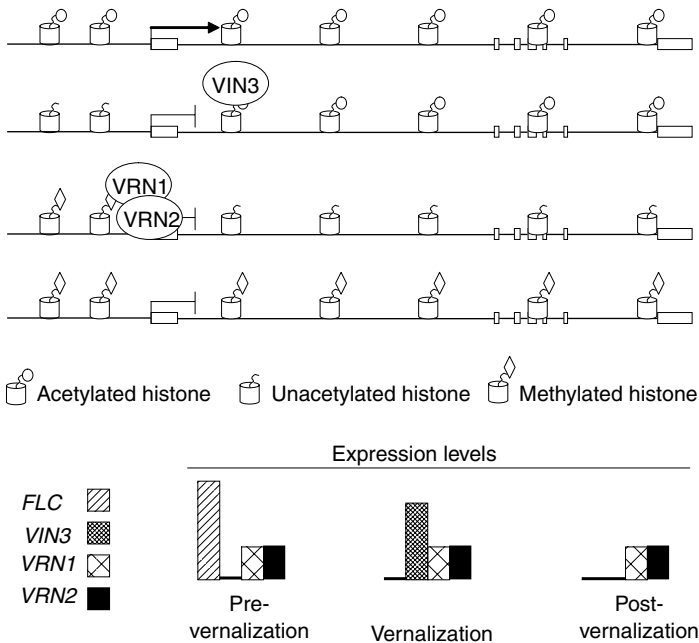 VIN3
VRN1
VRN2
Acetylated histone
Unacetylated histone
Methylated histone
Expression levels
FLC
VIN3
VRN1
VRN2
Pre-
vernalization
Vernalization
Post-
vernalization